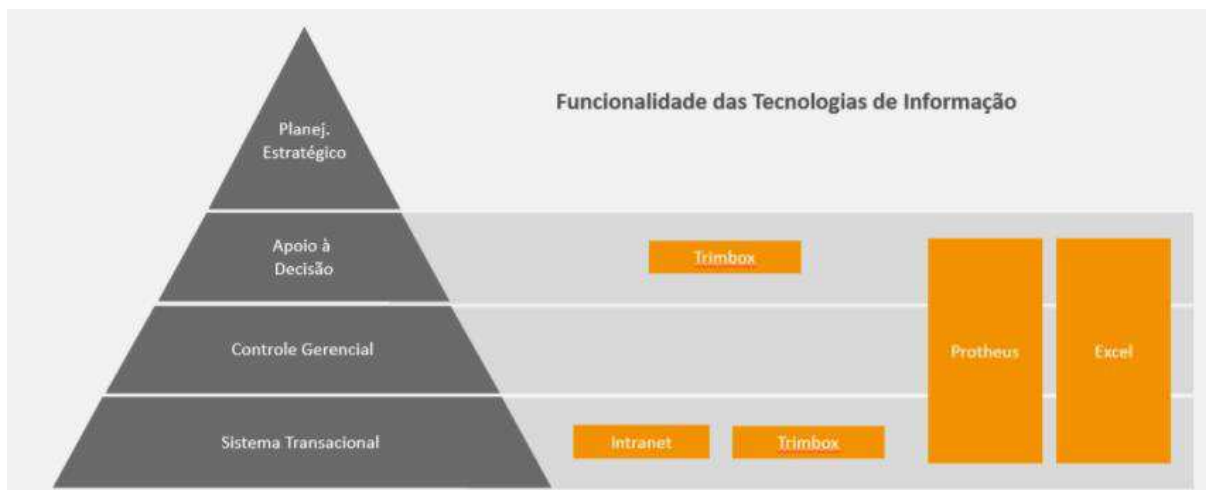 Funcionalidade das Tecnologias de Informação
Planej.
Estratégico
Apoio à
Decisão
Trimbox
Controle Gerencial
Protheus
Excel
Sistema Transacional
Intranet
Trimbox